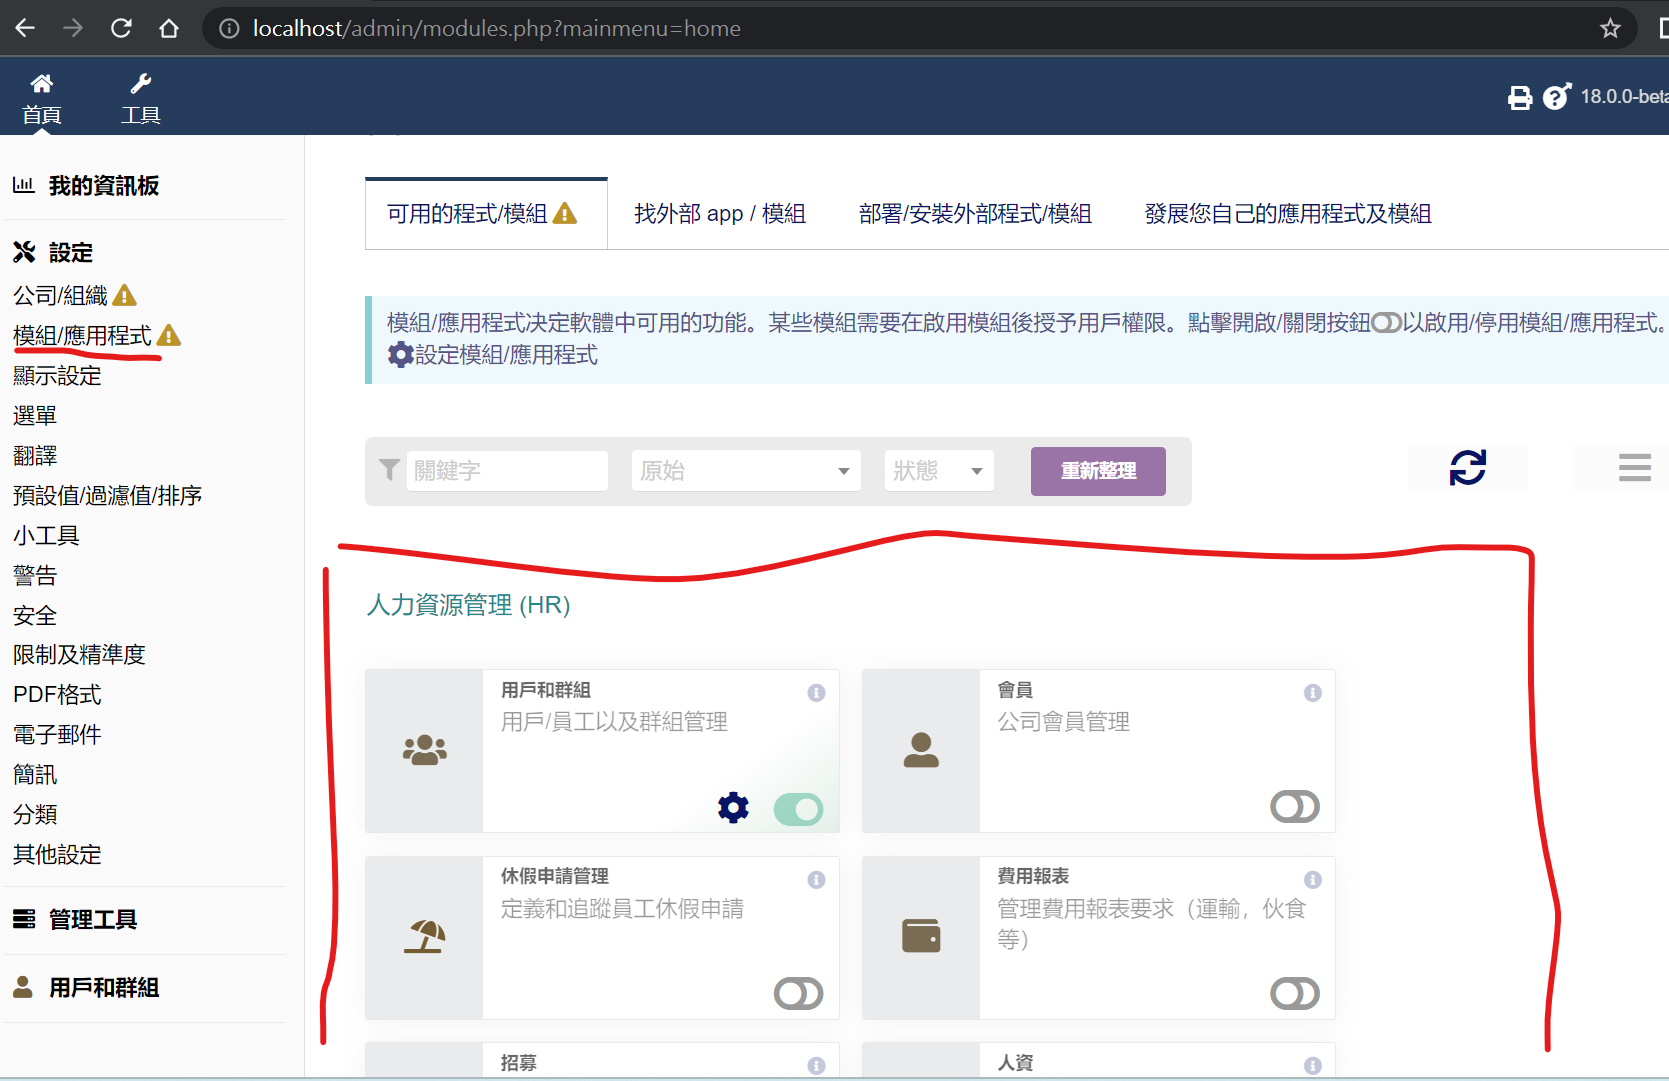 localhost/admin/modules.php?mainmenu=home
首頁
工具
18.0.0-beta
我的資訊板
設定
公司/組織
模組/應用程式
顯示設定
選單
翻譯
預設值/過濾值/排序
小工具
警告
安全
限制及精準度
PDF格式
電子郵件
簡訊
分類
其他設定
管理工具
用戶和群組
可用的程式/模組
找外部 app / 模組
部署/安裝外部程式/模組
發展您自己的應用程式及模組
模組/應用程式決定軟體中可用的功能。某些模組需要在啟用模組後授予用戶權限。點擊開啟/關閉按鈕以啟用/停用模組/應用程式。
設定模組/應用程式
關鍵字
原始
狀態
重新整理
人力資源管理 (HR)
用戶和群組
用戶/員工以及群組管理
會員
公司會員管理
休假申請管理
定義和追蹤員工休假申請
費用報表
管理費用報表要求（運輸，伙食
等）
招募
人資